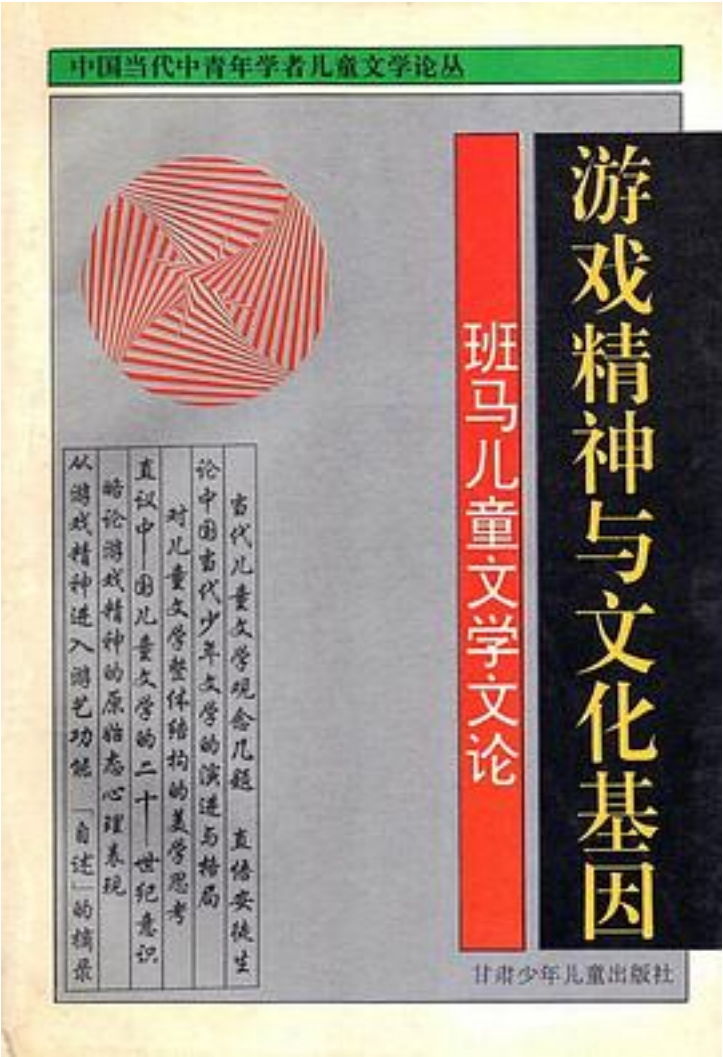 中国当代中青年学者儿童文学论丛
游戏精神与文化基因
班马儿童文学文论
当代儿童文学观念几题 直悟安徒生
论中国当代少年文学的演进与格局
对儿童文学整体结构的美学思考
直议中国儿童文学的二十一世纪意识
略论游戏精神的原始态心理表现
从游戏精神进入游艺功能 「自述」的摘录
甘肃少年儿童出版社